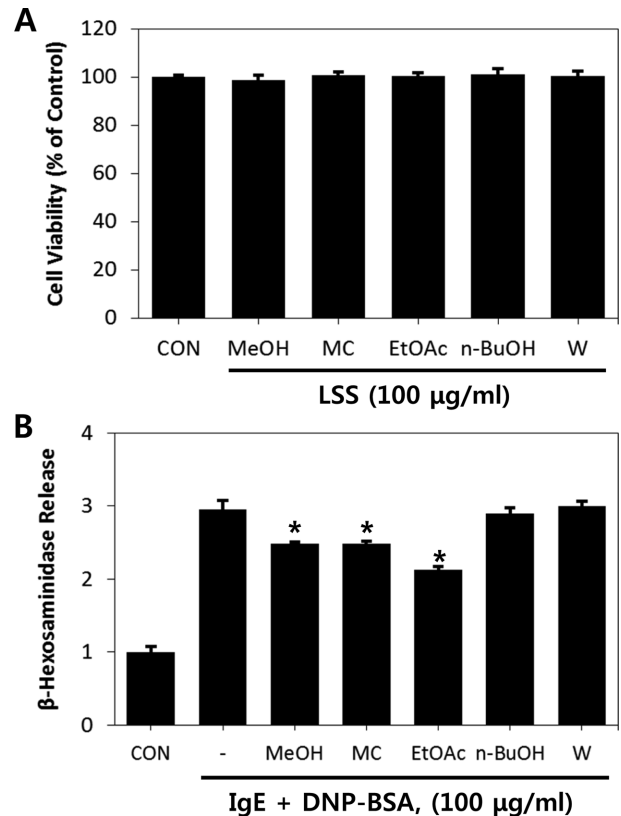 A
Cell Viability (% of Control)
120
100
80
60
40
20
0
CON MeOH MC EtOAc n-BuOH W
LSS (100 μg/ml)
B
β-Hexosaminidase Release
4
3
2
1
0
* * *
CON - MeOH MC EtOAc n-BuOH W
IgE + DNP-BSA, (100 μg/ml)